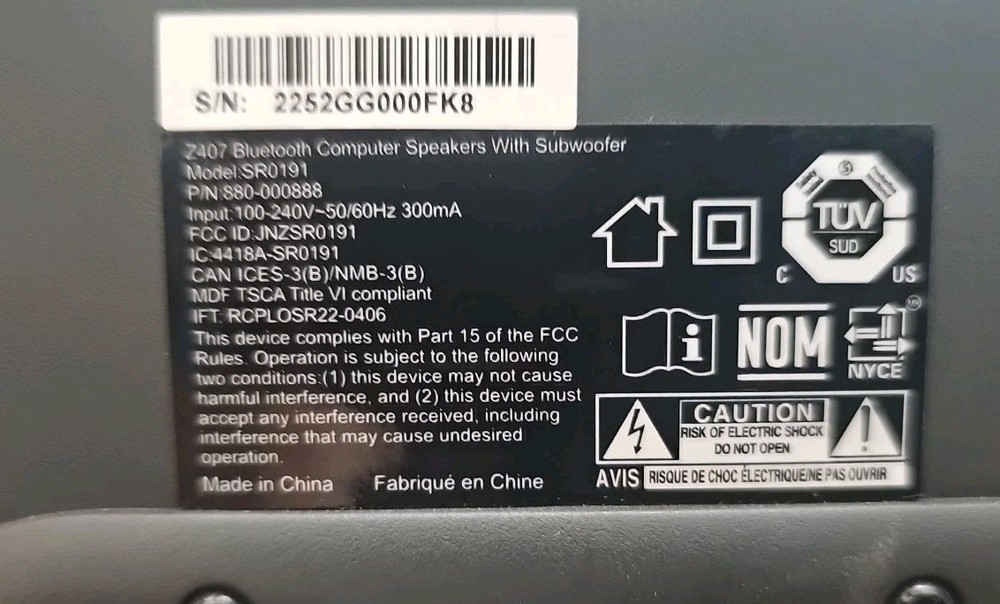 S/N: 2252GG000FK8
Z407 Bluetooth Computer Speakers With Subwoofer
Model:SR0191
P/N:880-000888
Input:100-240V~50/60Hz 300mA
FCC ID:JNZSR0191
IC:4418A-SR0191
CAN ICES-3(B)/NMB-3(B)
MDF TSCA Title VI compliant
IFT: RCPLOSR22-0406
This device complies with Part 15 of the FCC
Rules. Operation is subject to the following
two conditions:(1) this device may not cause
harmful interference, and (2) this device must
accept any interference received, including
interference that may cause undesired
operation.
Made in China Fabriqué en Chine
S
TÜV
SUD
C US
i
NOM
NYCE
CAUTION
RISK OF ELECTRIC SHOCK
DO NOT OPEN
AVIS RISQUE DE CHOC ÉLECTRIQUE/NE PAS OUVRIR